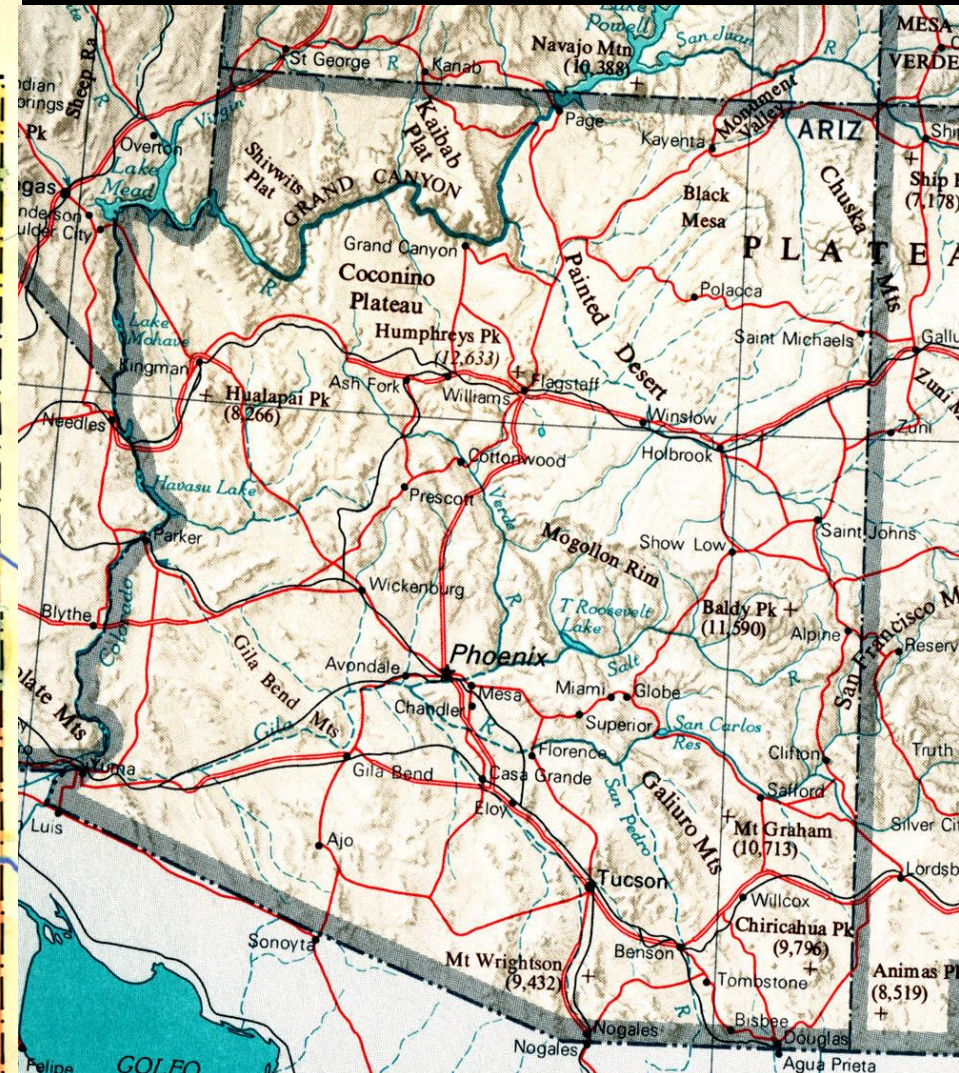 Lake
Powell
San Juan
R
MESA
VERDE
Navajo Mtn
(10,388)
St George
R
Kanab
Sheep Ra
R
Virgin
Pk
Overton
Lake
Mead
Shivwits
Plat
Kaibab
Plat
GRAND CANYON
Page
Kayenta
Monument
Valley
ARIZ
Chuska
Mts
Ship
(7,178)
Black
Mesa
PLATEA
Grand Canyon
R
Coconino
Plateau
Painted
Desert
Polacca
Saint Michaels
Gallu
Zuni M
Lake
Mohave
Kingman
Humphreys Pk
(12,633)
Ash Fork
Williams
Flagstaff
Hualapai Pk
(8,266)
Needles
Winslow
Holbrook
Zuni
Cottonwood
Havasu Lake
Prescott
Verde
R
Parker
Mogollon Rim
Show Low
Saint Johns
Wickenburg
Blythe
Colorado
T Roosevelt
Lake
Baldy Pk
(11,590)
Alpine
San Francisco M
Reserv
Gila
Bend
Mts
Avondale
Phoenix
Salt
R
olate Mts
Mesa
Chandler
R
Miami
Globe
Superior
San Carlos
Res
Gila
Florence
Clifton
Truth
Yuma
Gila Bend
Casa Grande
Eloy
San Pedro
R
Galiuro Mts
Safford
Silver Cit
Luis
Ajo
Mt Graham
(10,713)
Tucson
Lordsb
Willcox
Chiricahua Pk
(9,796)
Sonoyta
Benson
Mt Wrightson
(9,432)
Tombstone
Animas P
(8,519)
Nogales
Bisbee
Douglas
Nogales
Agua Prieta
Felipe
GOLFO